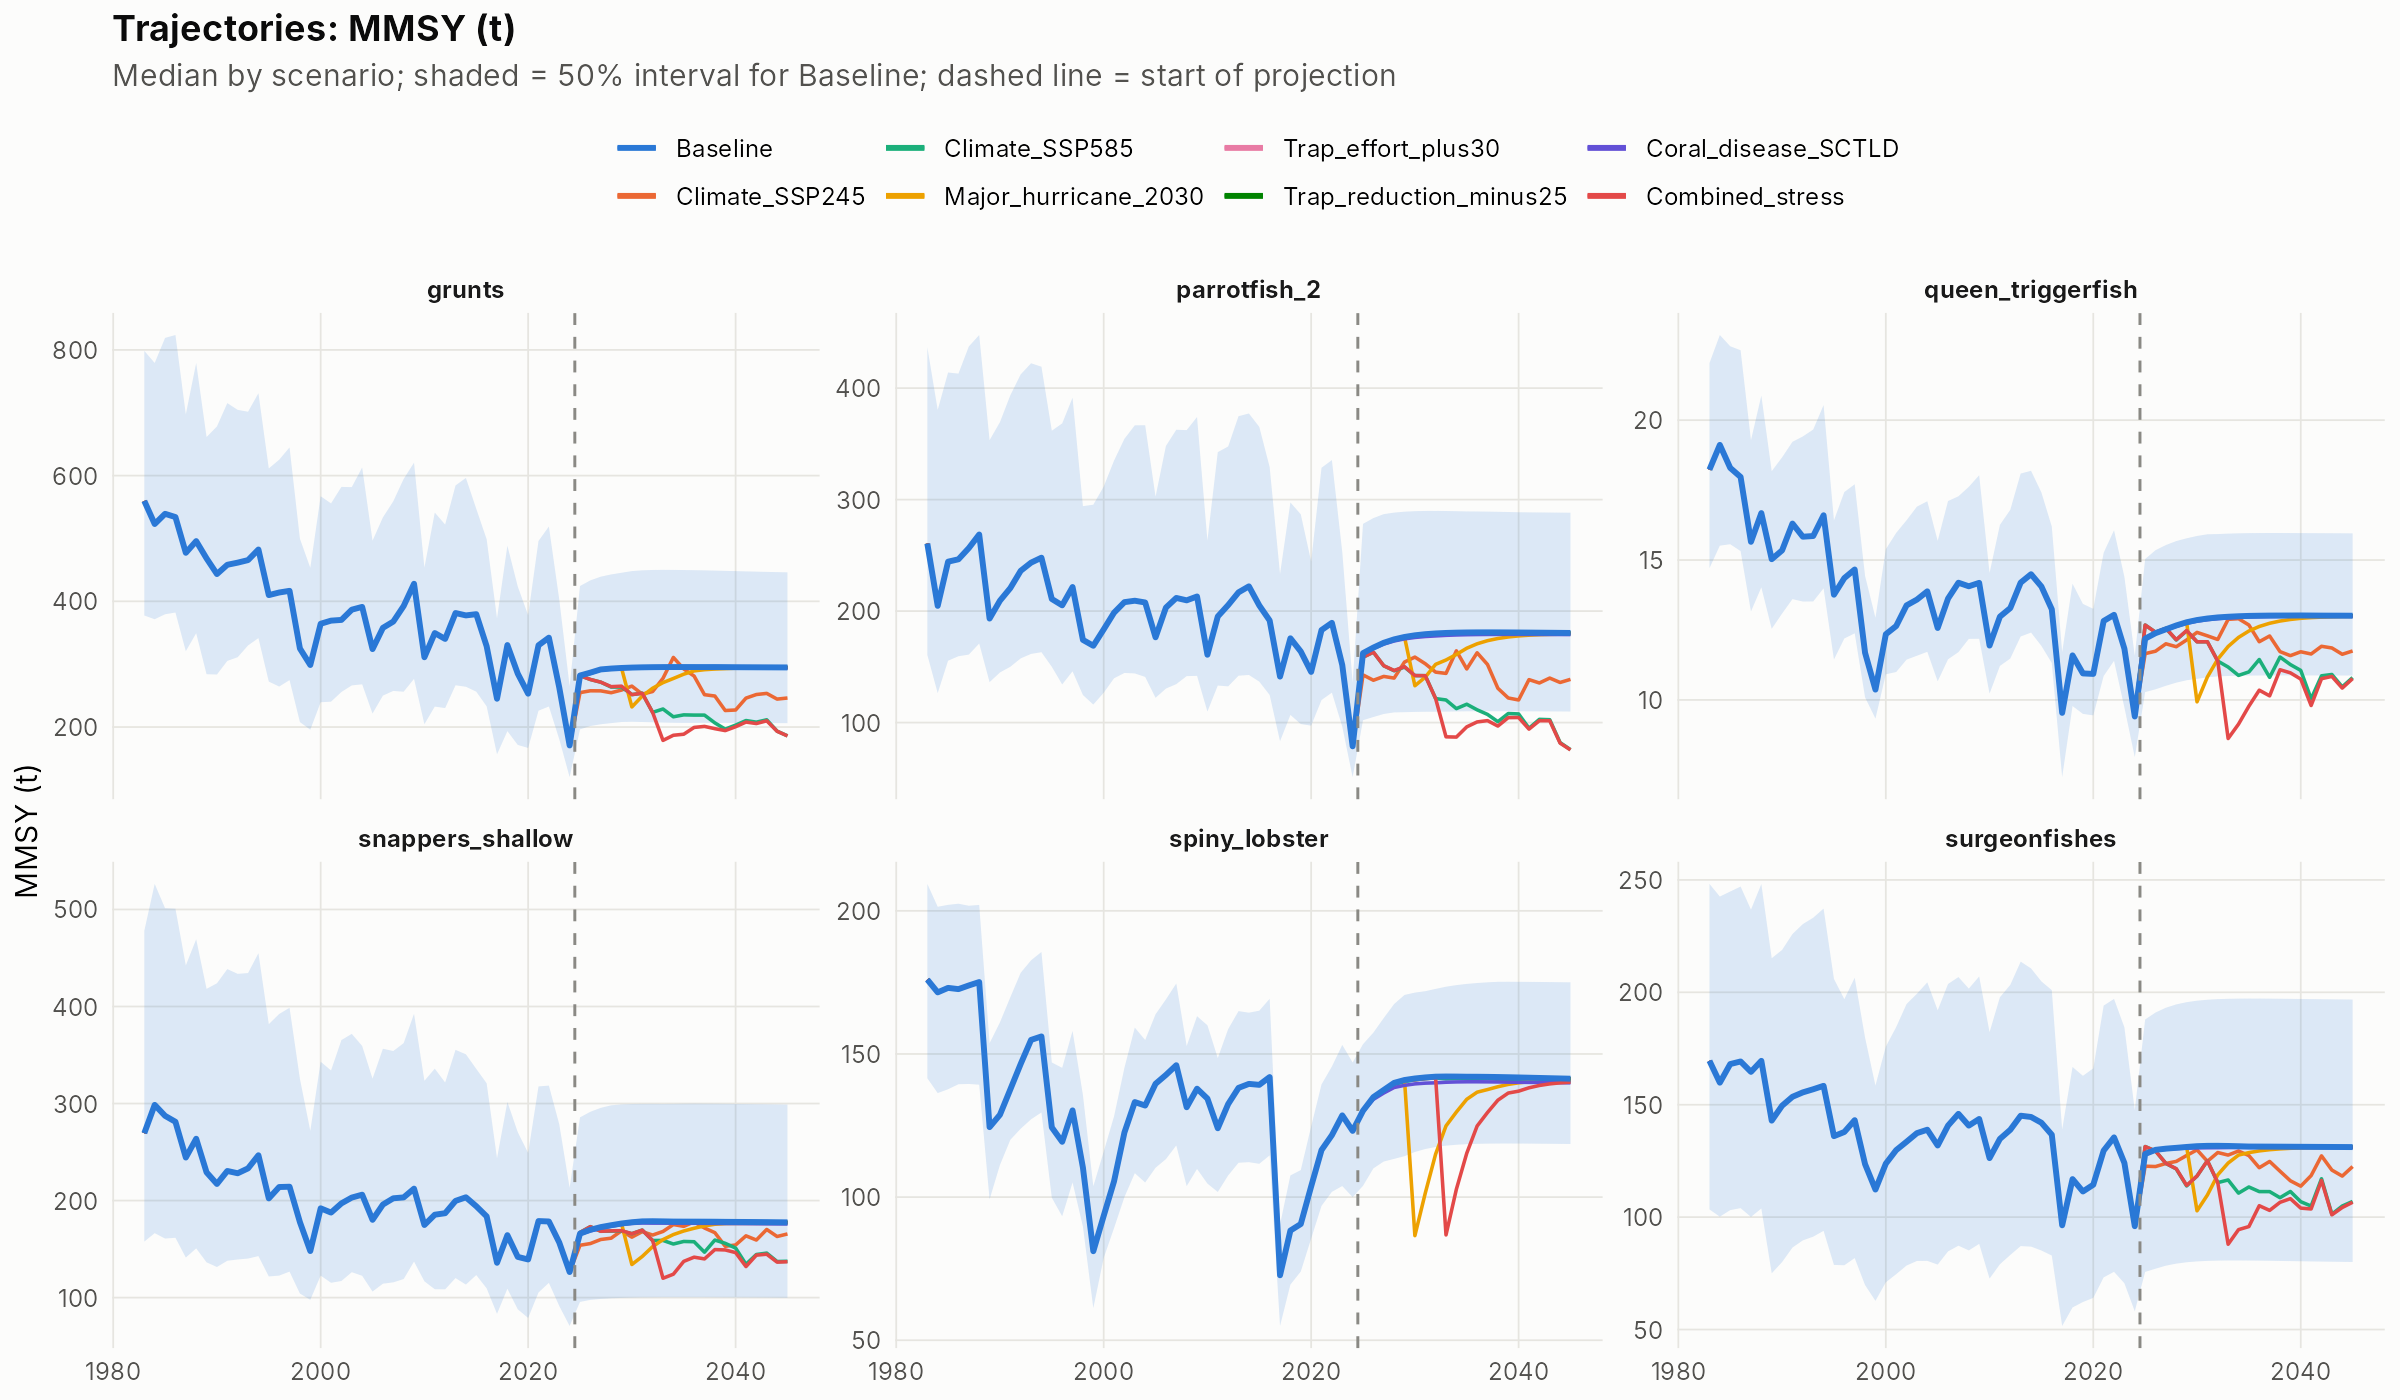 Trajectories: MMSY (t)
Median by scenario; shaded = 50% interval for Baseline; dashed line = start of projection
Baseline
Climate_SSP585
Trap_effort_plus30
Coral_disease_SCTLD
Climate_SSP245
Major_hurricane_2030
Trap_reduction_minus25
Combined_stress
grunts
parrotfish_2
queen_triggerfish
800
600
400
200
400
300
200
100
20
15
10
MMSY (t)
snappers_shallow
spiny_lobster
surgeonfishes
500
400
300
200
100
200
150
100
50
250
200
150
100
50
1980 2000 2020 2040
1980 2000 2020 2040
1980 2000 2020 2040